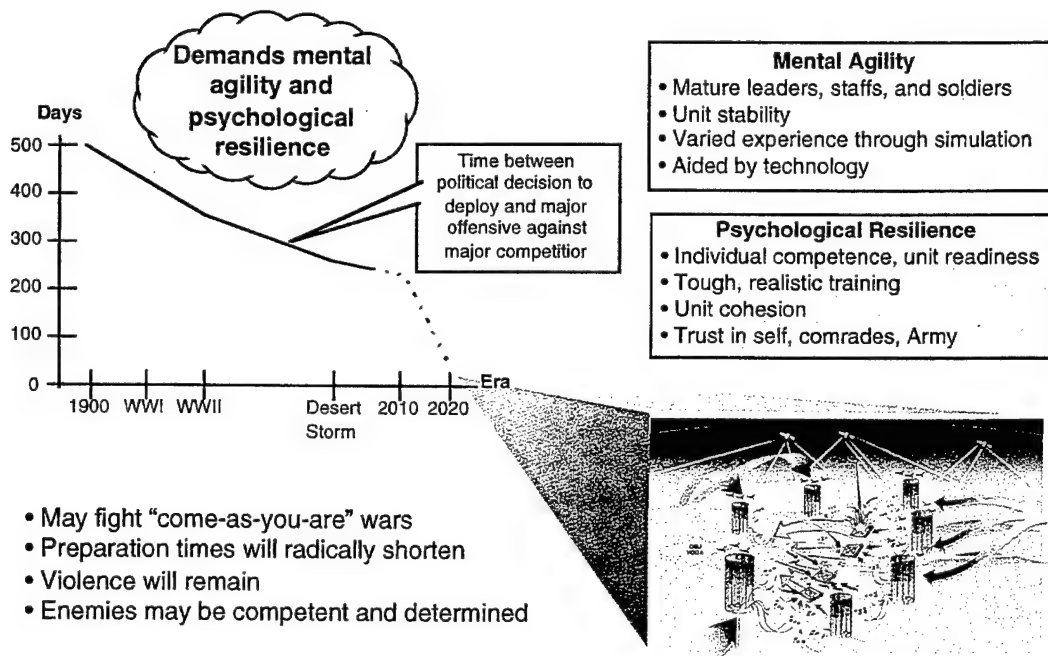 Demands mental
agility and
psychological
resilience
Days
500
400
300
200
100
0
Time between
political decision to
deploy and major
offensive against
major competitior
Era
1900
WWI
WWII
Desert
Storm
2010
2020
Mental Agility
• Mature leaders, staffs, and soldiers
• Unit stability
• Varied experience through simulation
• Aided by technology
Psychological Resilience
• Individual competence, unit readiness
• Tough, realistic training
• Unit cohesion
• Trust in self, comrades, Army
• May fight “come-as-you-are” wars
• Preparation times will radically shorten
• Violence will remain
• Enemies may be competent and determined